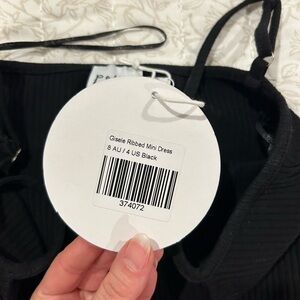 Gisele Ribbed Mini Dress
8 AU / 4 US Black
374072